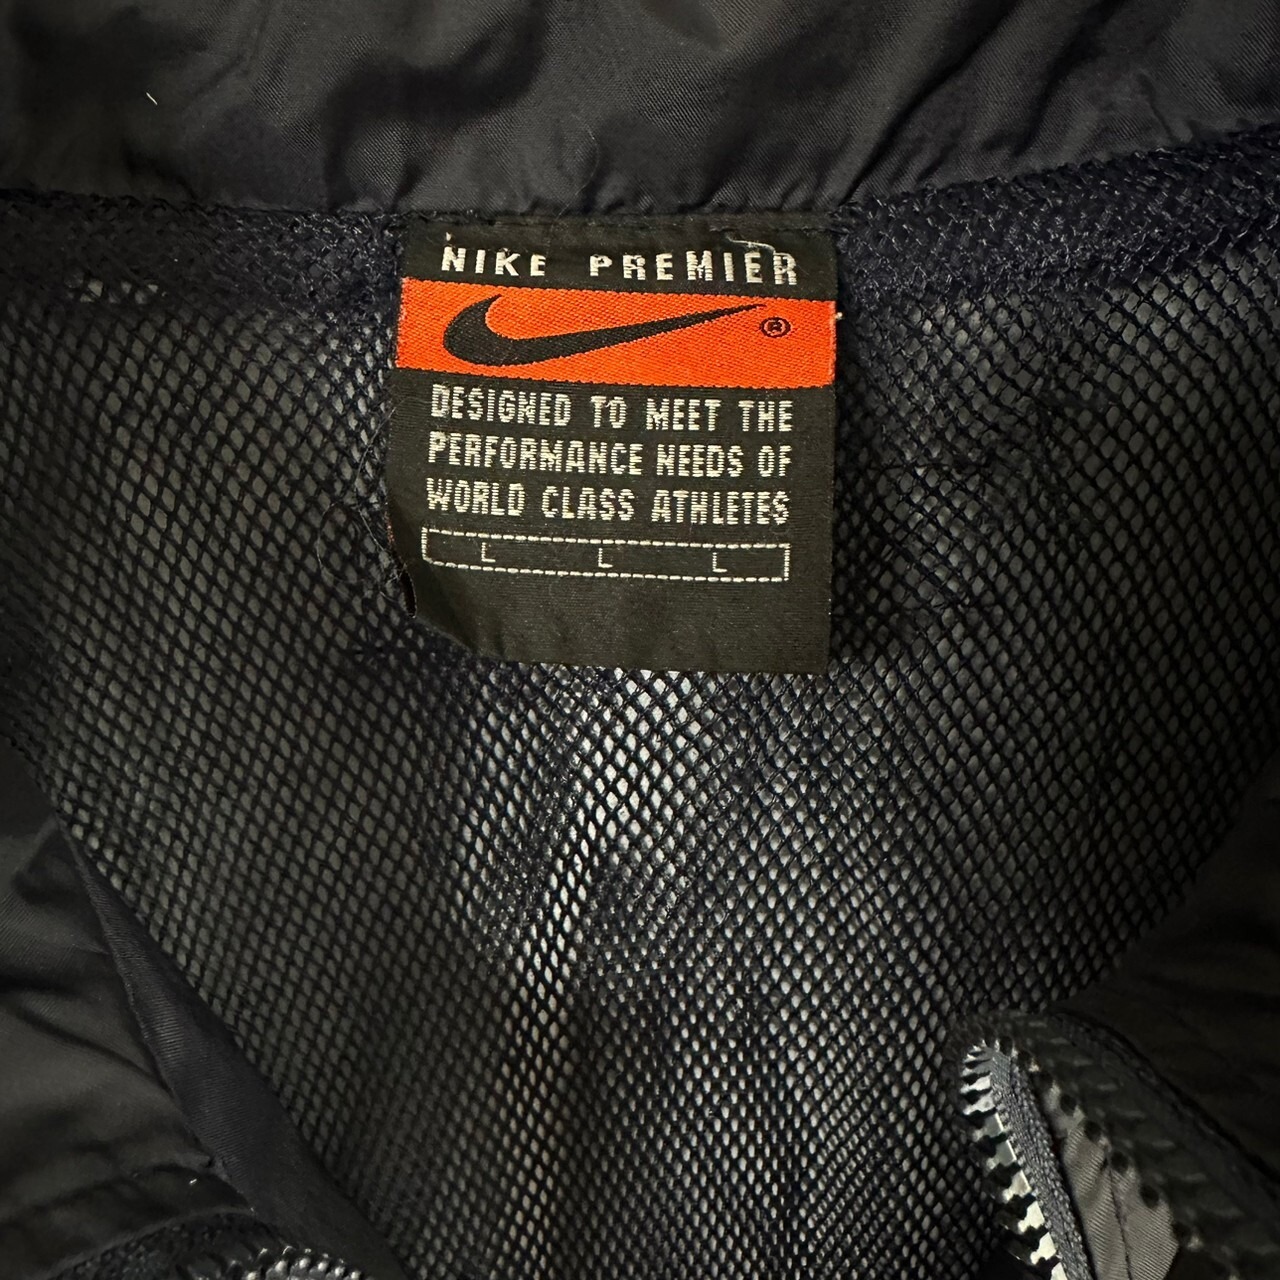 NIKE PREMIER
®
DESIGNED TO MEET THE
PERFORMANCE NEEDS OF
WORLD CLASS ATHLETES
L L L